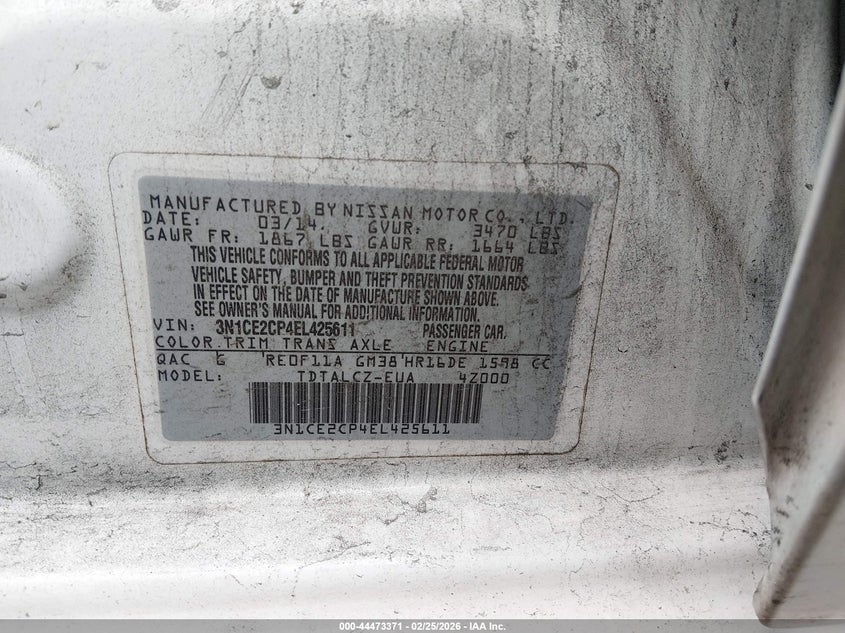 MANUFACTURED BY NISSAN MOTOR CO., LTD.
DATE: 03/14. GVWR: 3470 LBS
GAWR FR: 1867 LBS GAWR RR: 1664 LBS
THIS VEHICLE CONFORMS TO ALL APPLICABLE FEDERAL MOTOR
VEHICLE SAFETY, BUMPER AND THEFT PREVENTION STANDARDS
IN EFFECT ON THE DATE OF MANUFACTURE SHOWN ABOVE.
SEE OWNER'S MANUAL FOR ADDITIONAL INFORMATION
VIN: 3N1CE2CP4EL425611 PASSENGER CAR.
COLOR TRIM TRANS AXLE ENGINE
QAC G RE0F11A GM38 HR16DE 1598 CC
MODEL: TDTALCZ-EUA 4Z000
3N1CE2CP4EL425611
000-44473371 | 02/25/2026 - IAA Inc.